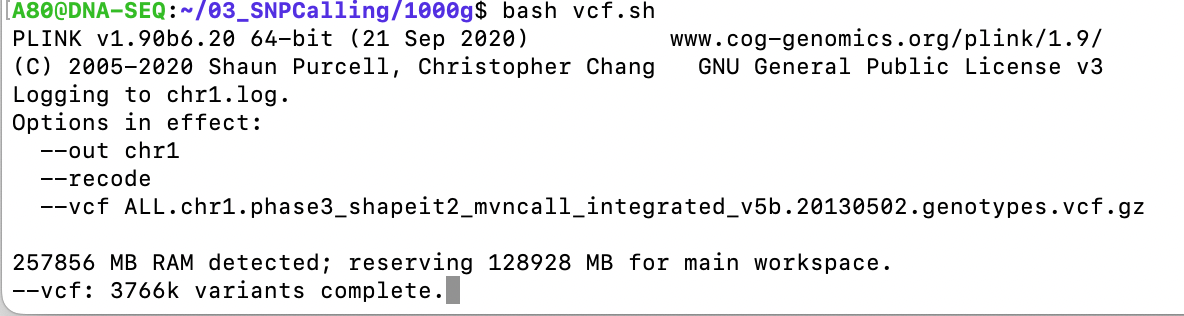 [A80@DNA-SEQ:~/03_SNPCalling/1000g$ bash vcf.sh
PLINK v1.90b6.20 64-bit (21 Sep 2020)          www.cog-genomics.org/plink/1.9/
(C) 2005-2020 Shaun Purcell, Christopher Chang   GNU General Public License v3
Logging to chr1.log.
Options in effect:
  --out chr1
  --recode
  --vcf ALL.chr1.phase3_shapeit2_mvncall_integrated_v5b.20130502.genotypes.vcf.gz

257856 MB RAM detected; reserving 128928 MB for main workspace.
--vcf: 3766k variants complete.